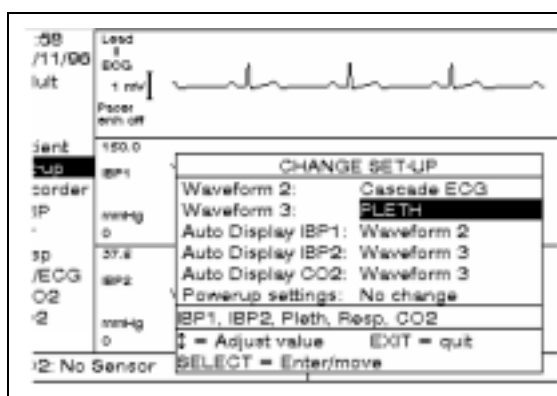 :58
/11/96
ult
Lead
II
ECG
1 mV
Pacer
enh off
ient
-up
corder
IP
150.0
IBP1
mmHg
0
sp
/ECG
O2
-2
37.6
IBP2
mmHg
0
CHANGE SET-UP
Waveform 2: Cascade ECG
Waveform 3: PLETH
Auto Display IBP1: Waveform 2
Auto Display IBP2: Waveform 3
Auto Display CO2: Waveform 3
Powerup settings: No change
IBP1, IBP2, Pleth, Resp, CO2
↕ = Adjust value EXIT = quit
SELECT = Enter/move
2: No Sensor